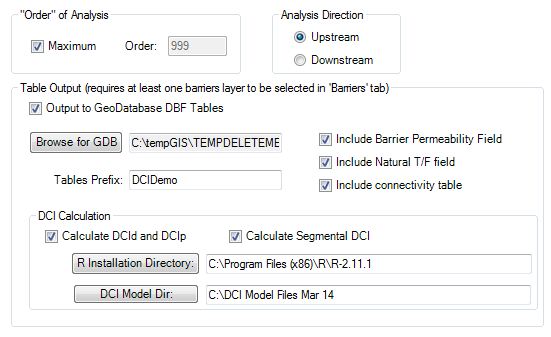 "Order" of Analysis
Maximum Order: 999
Analysis Direction
Upstream
Downstream
Table Output (requires at least one barriers layer to be selected in 'Barriers' tab)
Output to GeoDatabase DBF Tables
Browse for GDB C:\tempGIS\TEMPDELETEME
Include Barrier Permeability Field
Include Natural T/F field
Tables Prefix: DCIDemo
Include connectivity table
DCI Calculation
Calculate DCId and DCIp Calculate Segmental DCI
R Installation Directory: C:\Program Files (x86)\R\R-2.11.1
DCI Model Dir: C:\DCI Model Files Mar 14